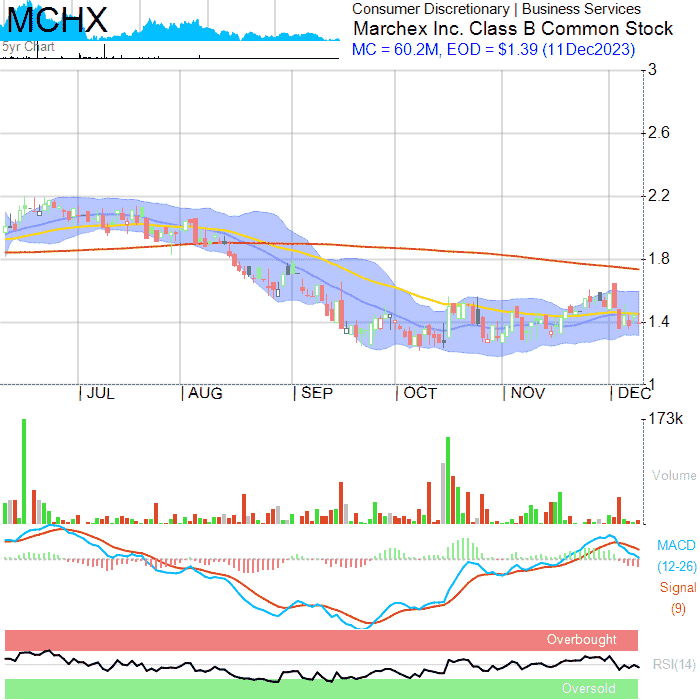 MCHX
5yr Chart
Consumer Discretionary | Business Services
Marchex Inc. Class B Common Stock
MC = 60.2M, EOD = $1.39 (11Dec2023)
3
2.6
2.2
1.8
1.4
1
JUL AUG SEP OCT NOV DEC
173k
Volume
MACD
(12-26)
Signal
(9)
Overbought
RSI(14)
Oversold